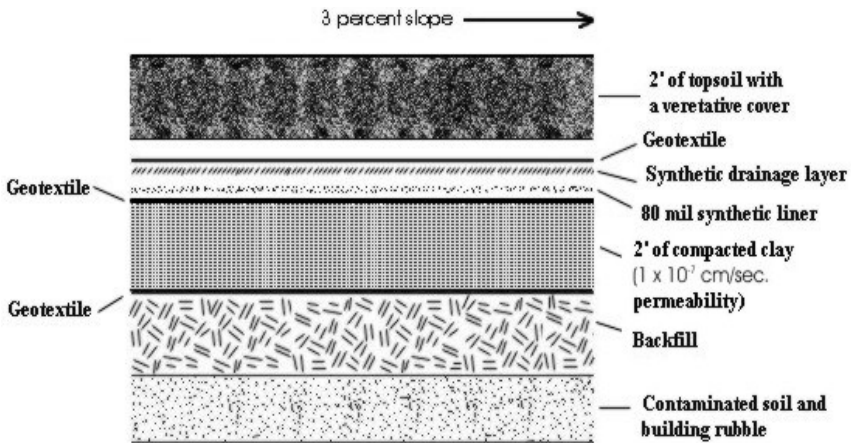 3 percent slope
2' of topsoil with
a veretative cover
Geotextile
Synthetic drainage layer
Geotextile
80 mil synthetic liner
2' of compacted clay
(1 x 10⁻⁷ cm/sec.
permeability)
Geotextile
Backfill
Contaminated soil and
building rubble